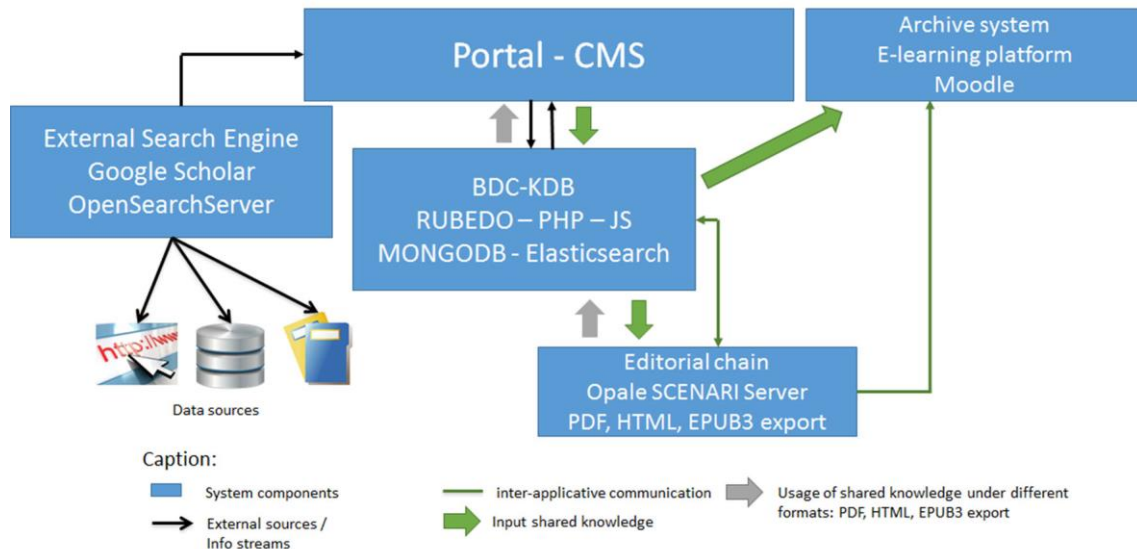 Portal - CMS
Archive system
E-learning platform
Moodle
External Search Engine
Google Scholar
OpenSearchServer
BDC-KDB
RUBEDO – PHP – JS
MONGODB - Elasticsearch
http://www
Data sources
Editorial chain
Opale SCENARI Server
PDF, HTML, EPUB3 export
Caption:
System components
External sources /
Info streams
inter-applicative communication
Input shared knowledge
Usage of shared knowledge under different
formats: PDF, HTML, EPUB3 export